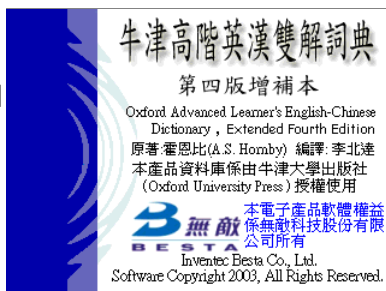 牛津高階英漢雙解詞典
第四版增補本
Oxford Advanced Learner's English-Chinese
Dictionary , Extended Fourth Edition
原著:霍恩比(A.S. Hornby) 編譯: 李北達
本產品資料庫係由牛津大學出版社
(Oxford University Press) 授權使用
無敵
BESTA
本電子產品軟體權益
係無敵科技股份有限
公司所有
Inventec Besta Co., Ltd.
Software Copyright 2003, All Rights Reserved.